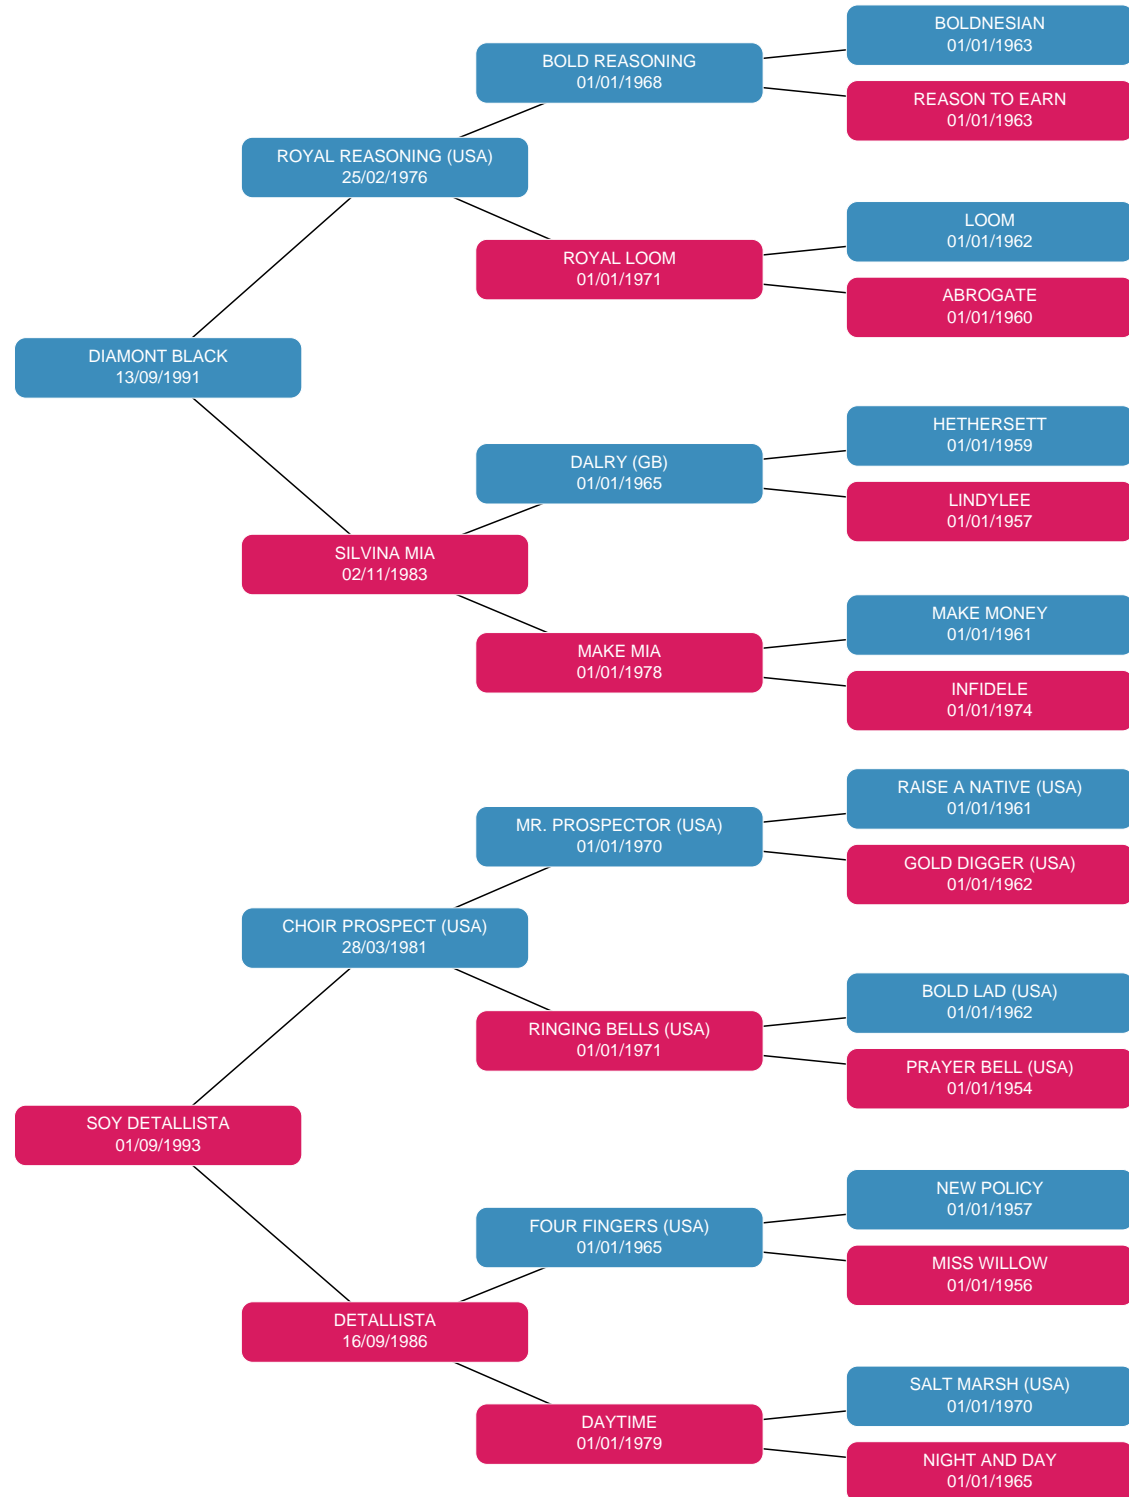 BOLDNESIAN
01/01/1963
BOLD REASONING
01/01/1968
REASON TO EARN
01/01/1963
ROYAL REASONING (USA)
25/02/1976
LOOM
01/01/1962
ROYAL LOOM
01/01/1971
ABROGATE
01/01/1960
DIAMONT BLACK
13/09/1991
HETHERSETT
01/01/1959
DALRY (GB)
01/01/1965
LINDYLEE
01/01/1957
SILVINA MIA
02/11/1983
MAKE MONEY
01/01/1961
MAKE MIA
01/01/1978
INFIDELE
01/01/1974
RAISE A NATIVE (USA)
01/01/1961
MR. PROSPECTOR (USA)
01/01/1970
GOLD DIGGER (USA)
01/01/1962
CHOIR PROSPECT (USA)
28/03/1981
BOLD LAD (USA)
01/01/1962
RINGING BELLS (USA)
01/01/1971
PRAYER BELL (USA)
01/01/1954
SOY DETALLISTA
01/09/1993
NEW POLICY
01/01/1957
FOUR FINGERS (USA)
01/01/1965
MISS WILLOW
01/01/1956
DETALLISTA
16/09/1986
SALT MARSH (USA)
01/01/1970
DAYTIME
01/01/1979
NIGHT AND DAY
01/01/1965